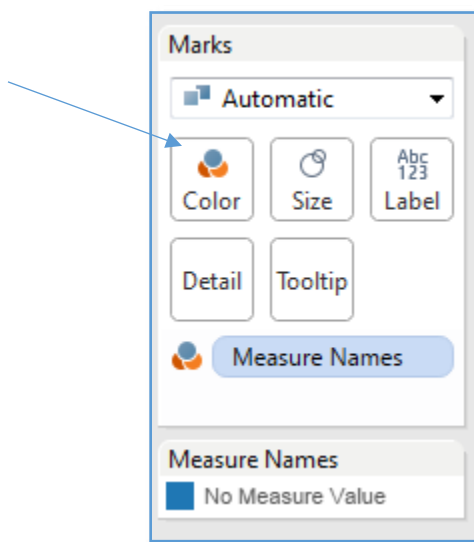 Marks
Automatic
Color
Size
Abc
123
Label
Detail
Tooltip
Measure Names
Measure Names
No Measure Value